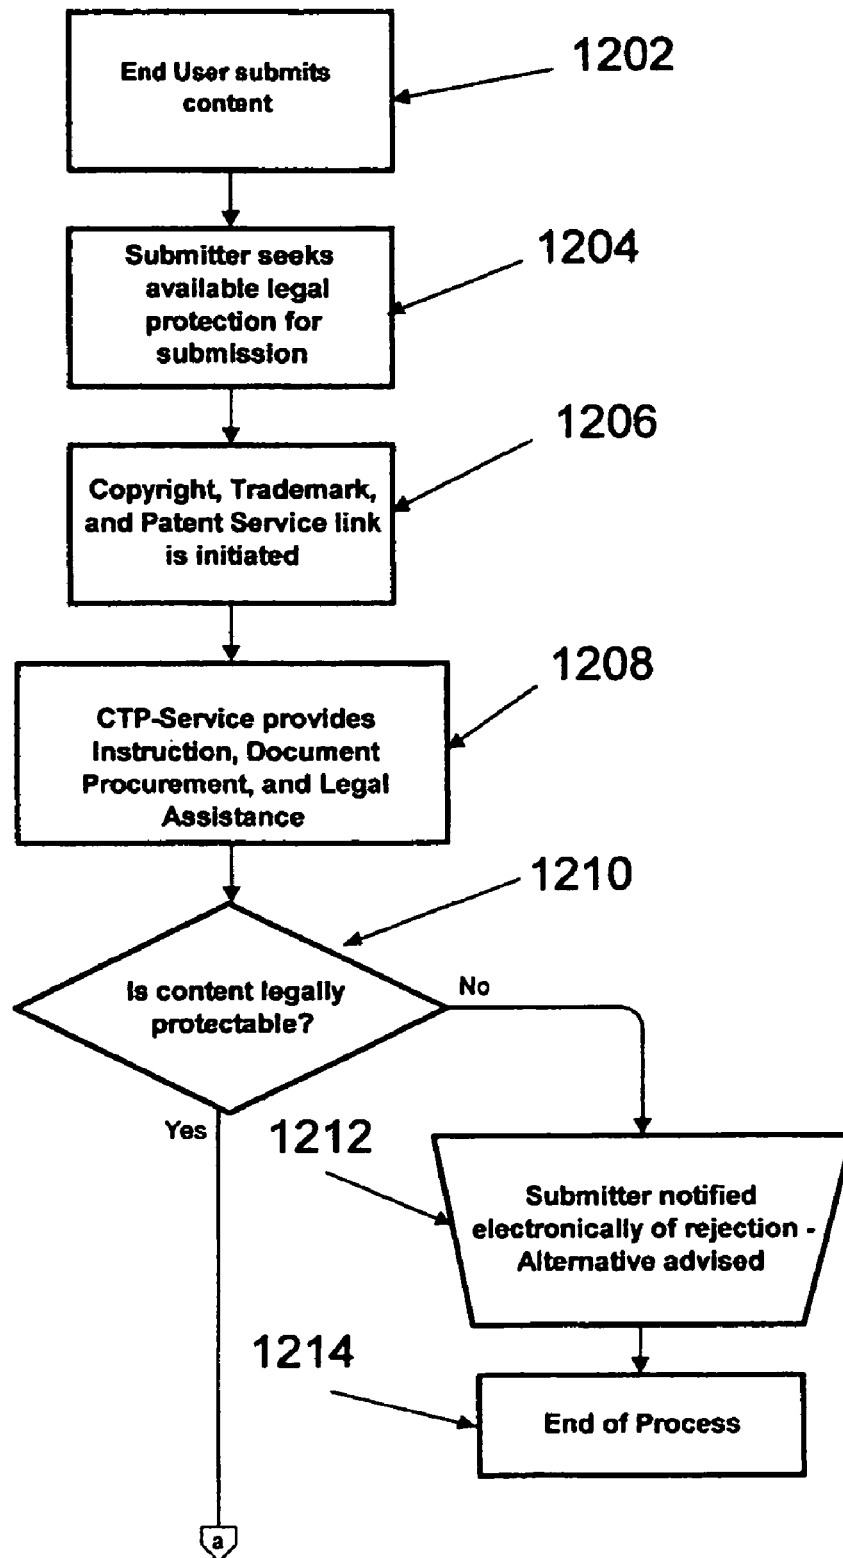 End User submits
content
1202
Submitter seeks
available legal
protection for
submission
1204
Copyright, Trademark,
and Patent Service link
is initiated
1206
CTP-Service provides
Instruction, Document
Procurement, and Legal
Assistance
1208
Is content legally
protectable?
1210
No
Yes
1212
Submitter notified
electronically of rejection -
Alternative advised
1214
End of Process
a